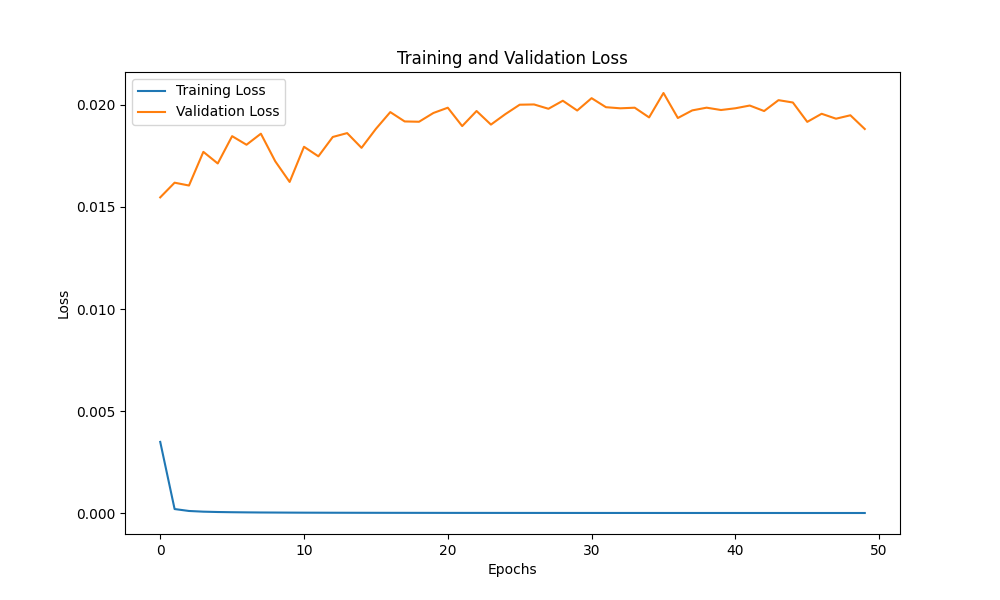 Training and Validation Loss
Training Loss
Validation Loss
0.020
0.015
0.010
0.005
0.000
Loss
0
10
20
30
40
50
Epochs